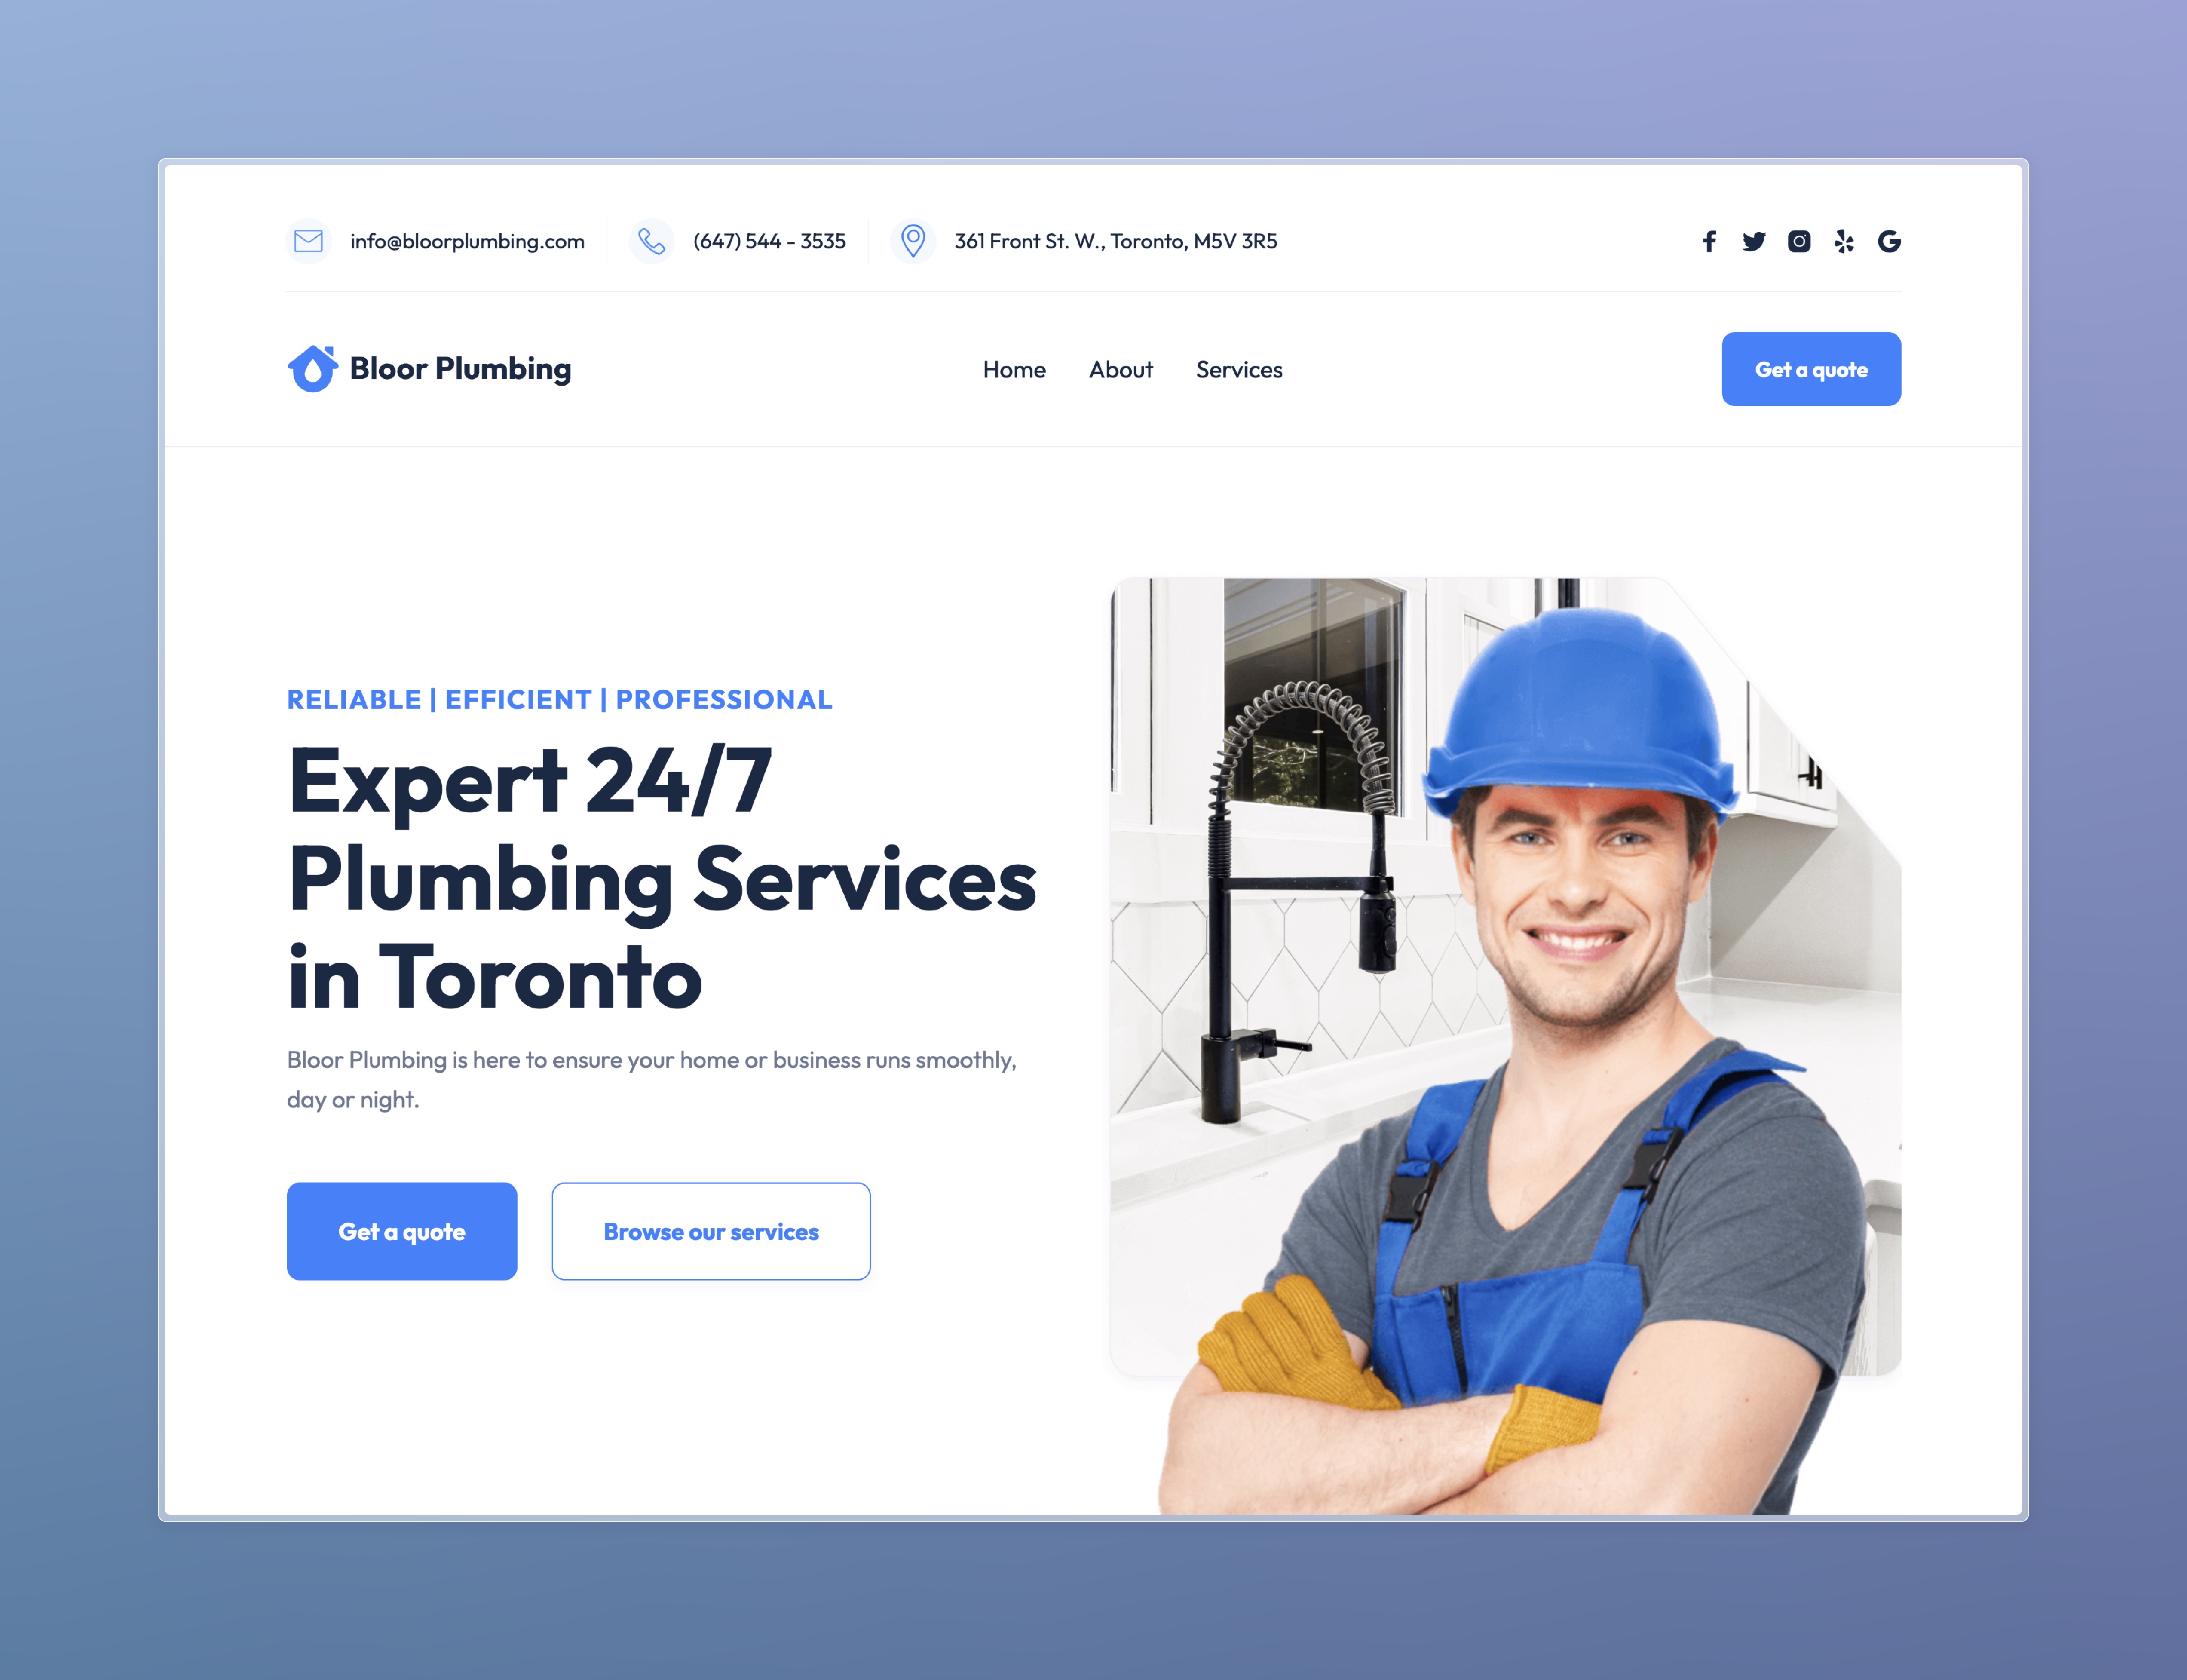 info@bloorplumbing.com
(647) 544 - 3535
361 Front St. W., Toronto, M5V 3R5
Bloor Plumbing
Home
About
Services
Get a quote
RELIABLE | EFFICIENT | PROFESSIONAL
Expert 24/7
Plumbing Services
in Toronto
Bloor Plumbing is here to ensure your home or business runs smoothly,
day or night.
Get a quote
Browse our services